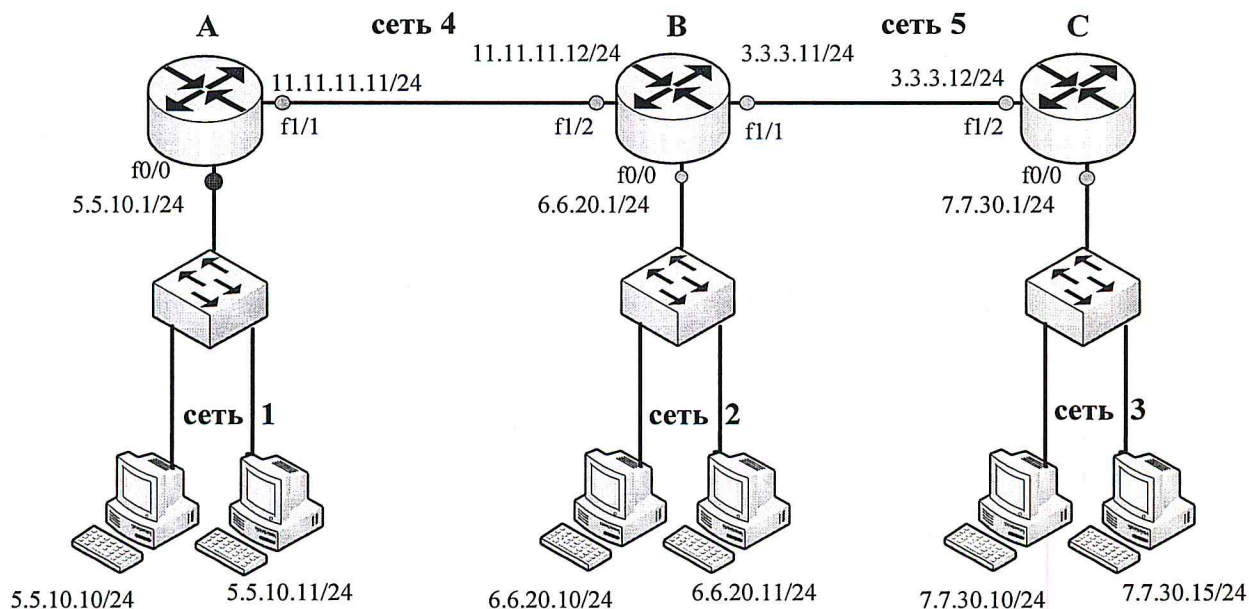 A
сеть 4
B
сеть 5
C
11.11.11.11/24
11.11.11.12/24
3.3.3.11/24
3.3.3.12/24
f1/1
f1/2
f1/1
f1/2
f0/0
f0/0
f0/0
5.5.10.1/24
6.6.20.1/24
7.7.30.1/24
сеть 1
сеть 2
сеть 3
5.5.10.10/24
5.5.10.11/24
6.6.20.10/24
6.6.20.11/24
7.7.30.10/24
7.7.30.15/24